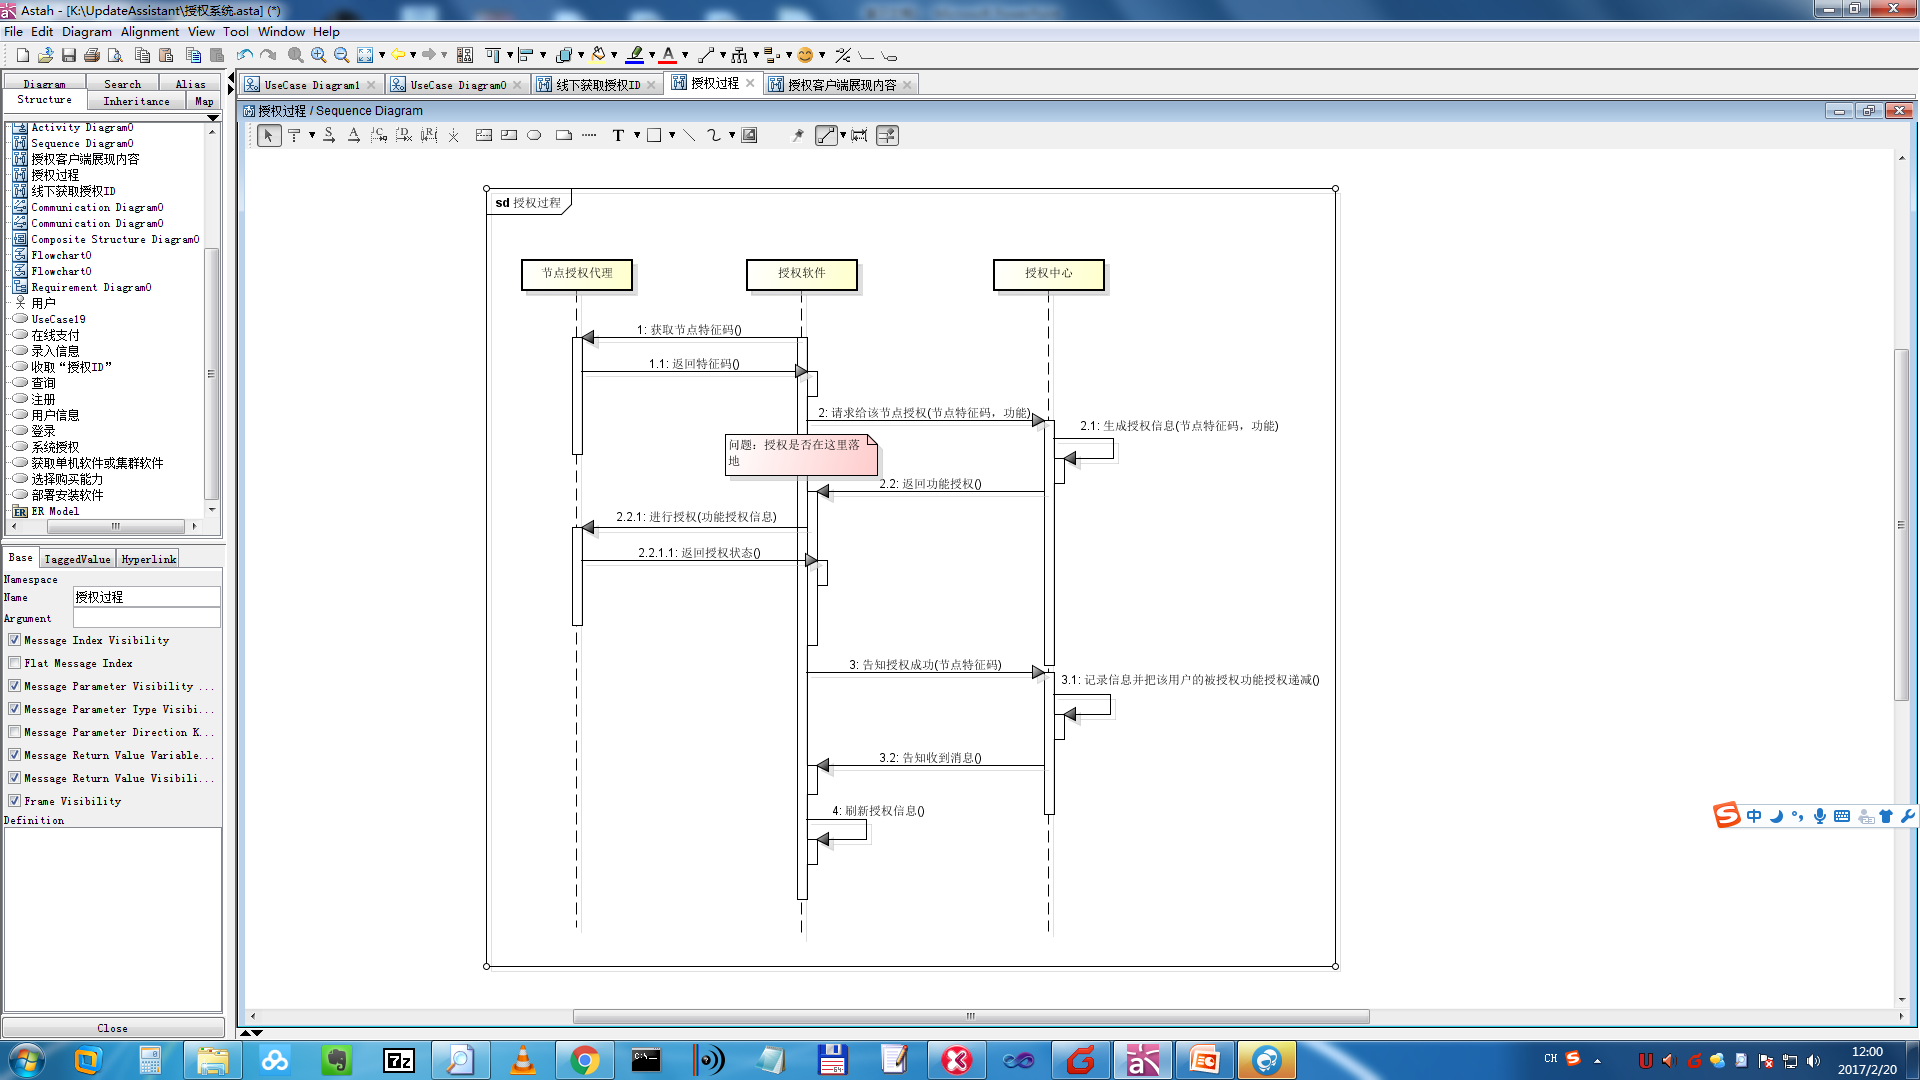 Astah - [K:\UpdateAssistant\授权系统.asta] (*)
File Edit Diagram Alignment View Tool Window Help
Diagram Search Alias
Structure Inheritance Map
UseCase Diagram1
UseCase Diagram0
线下获取授权ID
授权过程
授权客户端展现内容
授权过程 / Sequence Diagram
Activity Diagram0
Sequence Diagram0
授权客户端展现内容
授权过程
线下获取授权ID
Communication Diagram0
Communication Diagram0
Composite Structure Diagram0
Flowchart0
Flowchart0
Requirement Diagram0
用户
UseCase19
在线支付
录入信息
收取“授权ID”
查询
注册
用户信息
登录
系统授权
获取单机软件或集群软件
选择购买能力
部署安装软件
ER Model
Base TaggedValue Hyperlink
Namespace
Name 授权过程
Argument
Message Index Visibility
Flat Message Index
Message Parameter Visibility ...
Message Parameter Type Visibi...
Message Parameter Direction K...
Message Return Value Variable...
Message Return Value Visibili...
Frame Visibility
Definition
Close
sd 授权过程
节点授权代理
授权软件
授权中心
1: 获取节点特征码()
1.1: 返回特征码()
2: 请求给该节点授权(节点特征码，功能)
2.1: 生成授权信息(节点特征码，功能)
问题：授权是否在这里落
地
2.2: 返回功能授权()
2.2.1: 进行授权(功能授权信息)
2.2.1.1: 返回授权状态()
3: 告知授权成功(节点特征码)
3.1: 记录信息并把该用户的被授权功能授权递减()
3.2: 告知收到消息()
4: 刷新授权信息()
中
CH
12:00
2017/2/20